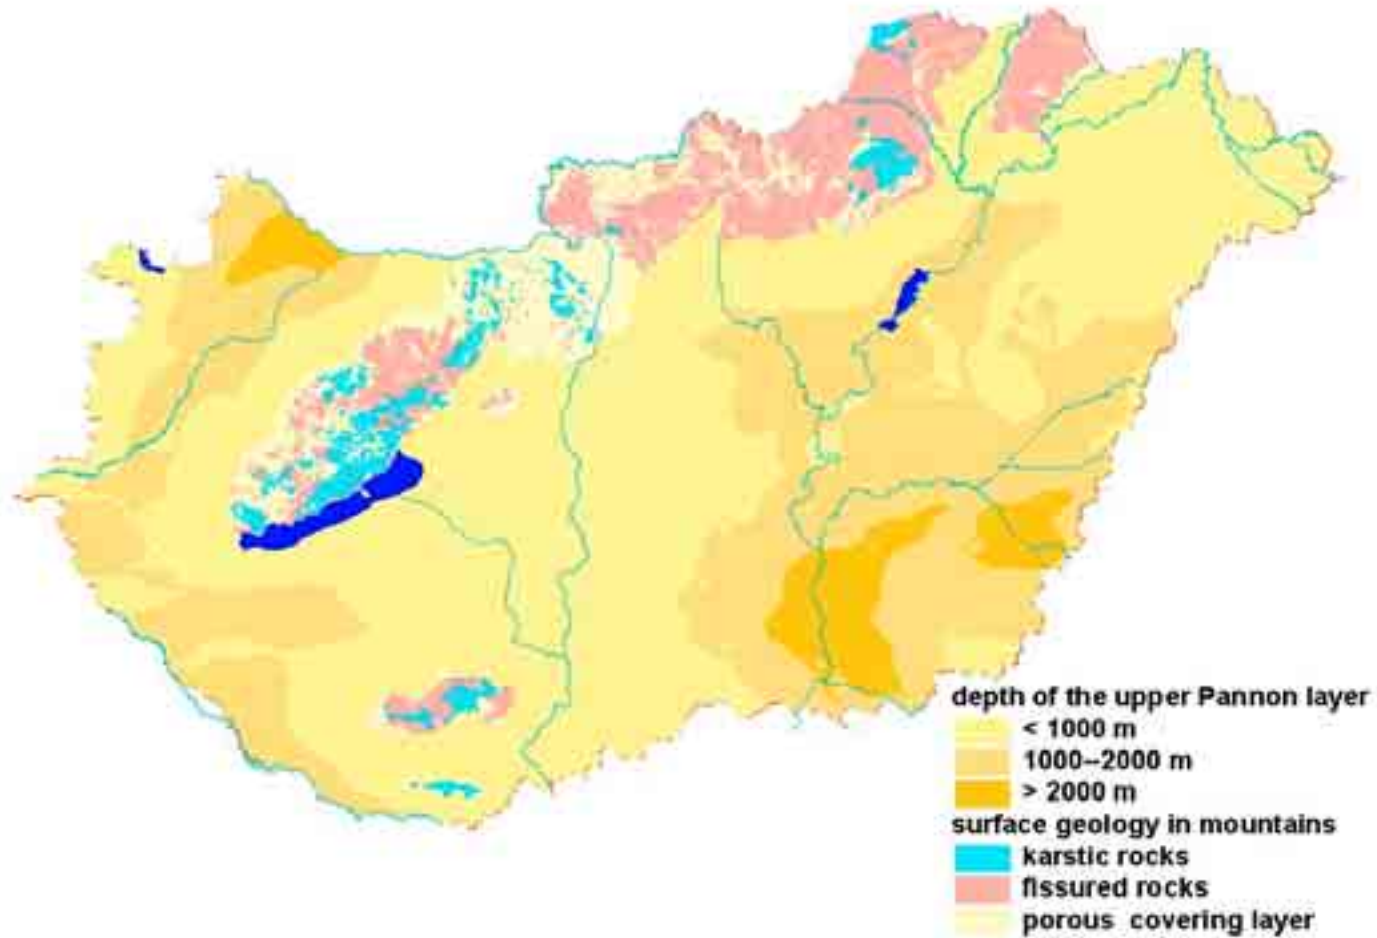 depth of the upper Pannon layer
< 1000 m
1000–2000 m
> 2000 m
surface geology in mountains
karstic rocks
fissured rocks
porous covering layer